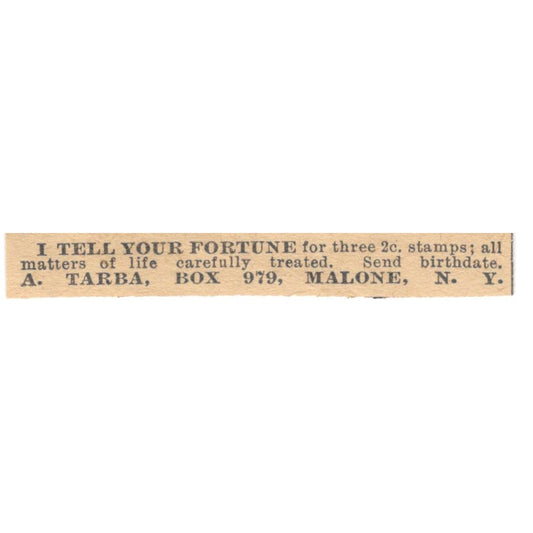 I TELL YOUR FORTUNE for three 2c. stamps; all
matters of life carefully treated. Send birthdate.
A. TARBA, BOX 979, MALONE, N. Y.